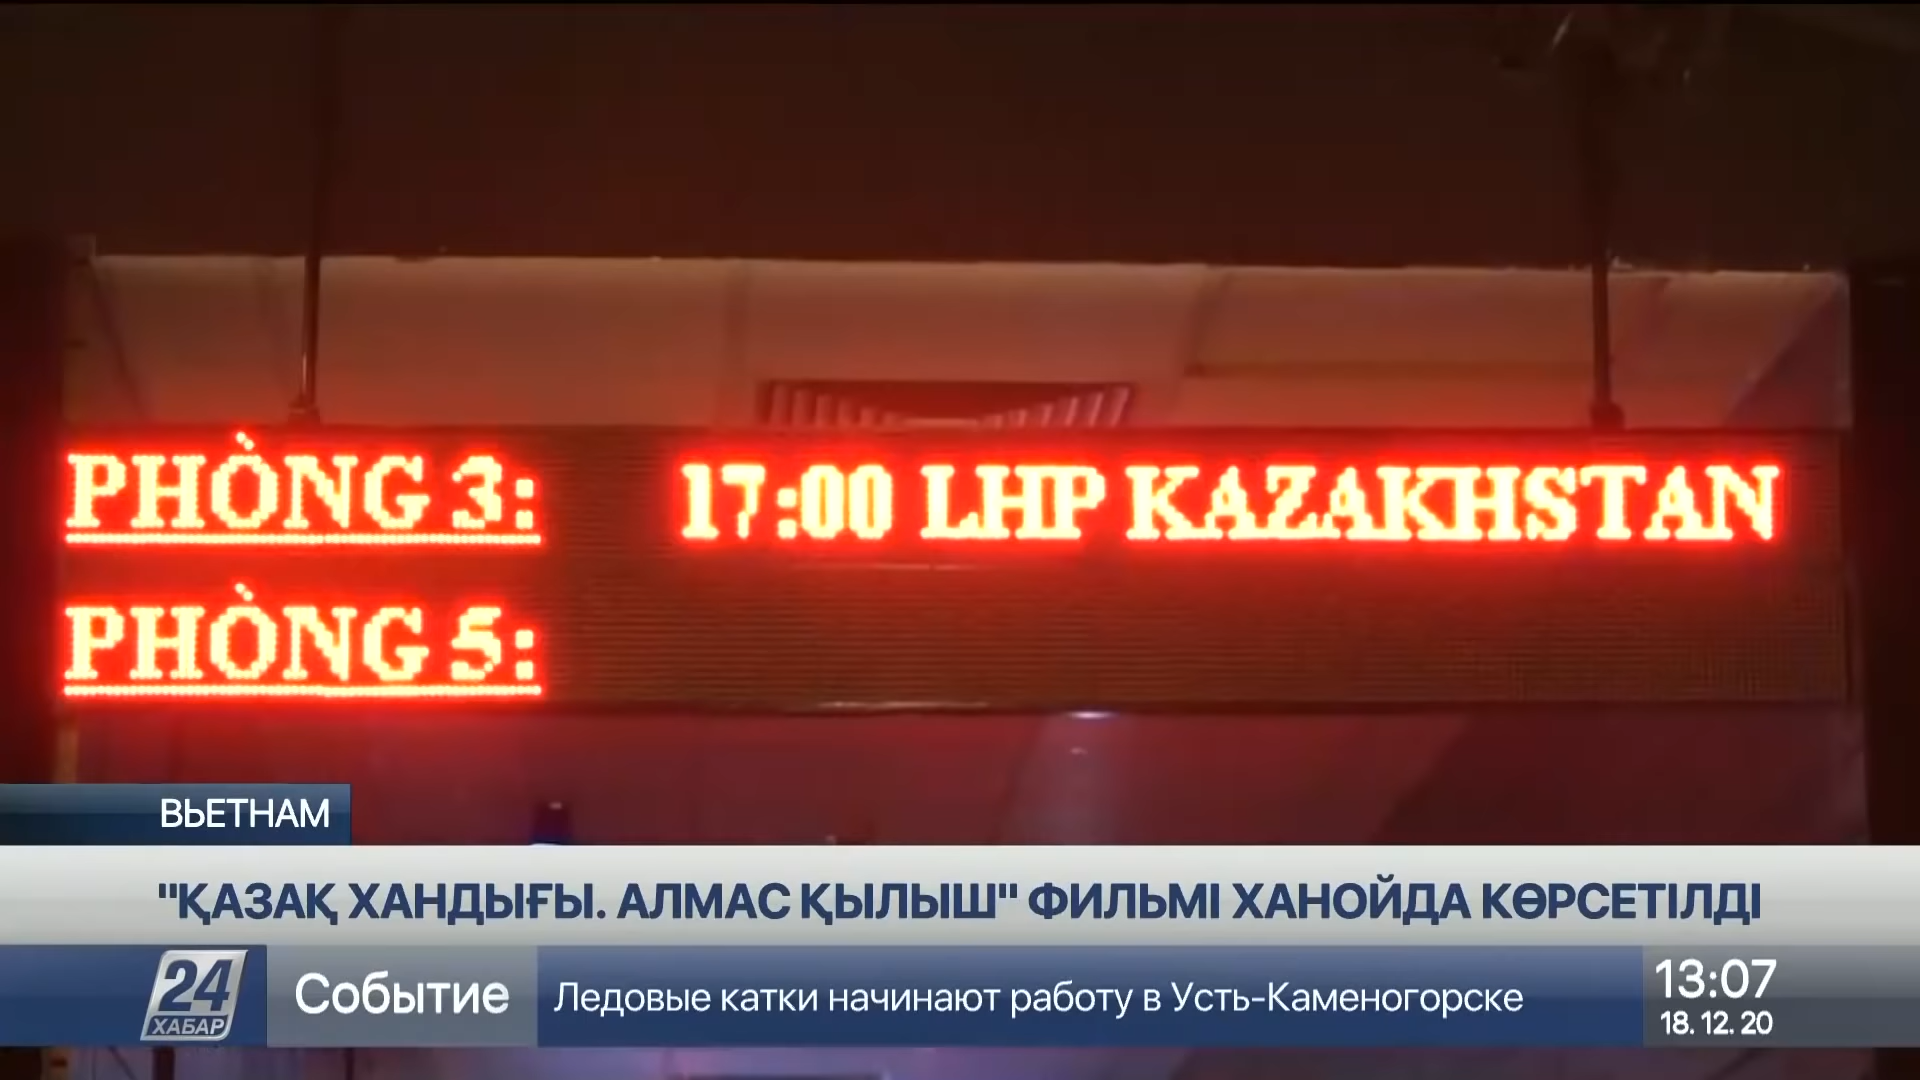 PHÒNG 3: 17:00 LHP KAZAKHSTAN
PHÒNG 5:
ВЬЕТНАМ
"ҚАЗАҚ ХАНДЫҒЫ. АЛМАС ҚЫЛЫШ" ФИЛЬМІ ХАНОЙДА КӨРСЕТІЛДІ
24 ХАБАР
Событие
Ледовые катки начинают работу в Усть-Каменогорске
13:07
18. 12. 20